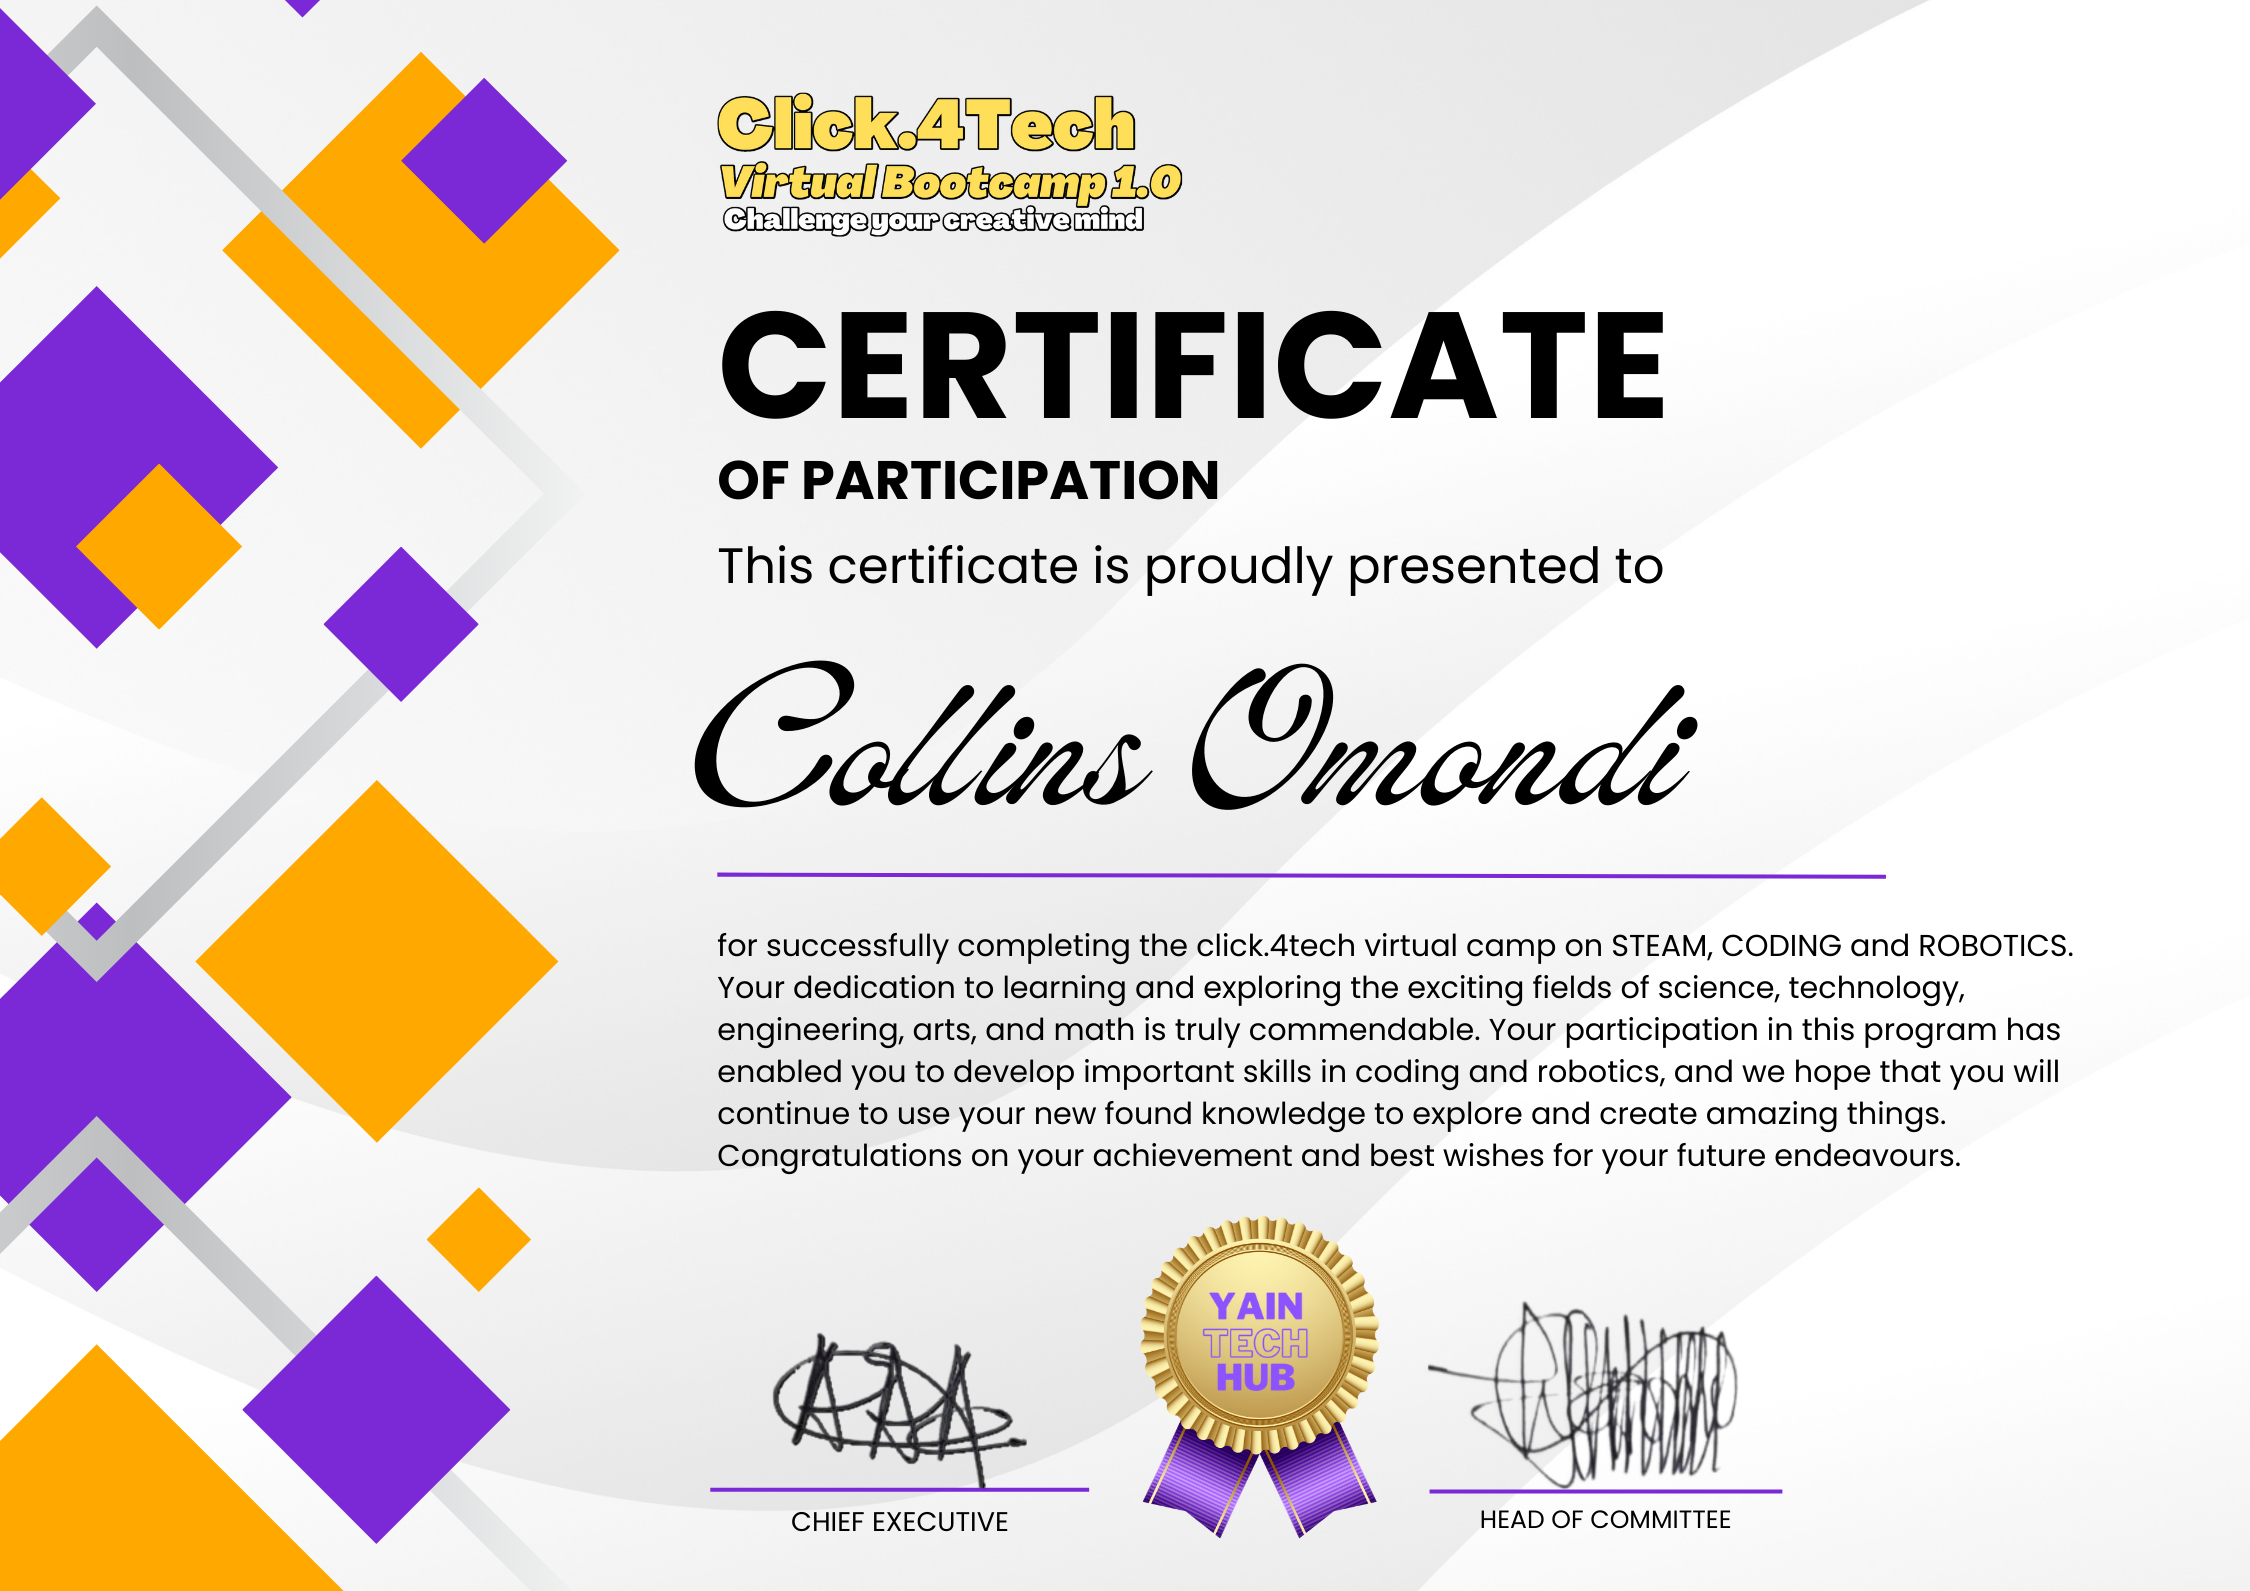 Click.4Tech
Virtual Bootcamp 1.0
Challenge your creative mind
CERTIFICATE
OF PARTICIPATION
This certificate is proudly presented to
Collins Omondi
for successfully completing the click.4tech virtual camp on STEAM, CODING and ROBOTICS.
Your dedication to learning and exploring the exciting fields of science, technology,
engineering, arts, and math is truly commendable. Your participation in this program has
enabled you to develop important skills in coding and robotics, and we hope that you will
continue to use your new found knowledge to explore and create amazing things.
Congratulations on your achievement and best wishes for your future endeavours.
YAIN
TECH
HUB
CHIEF EXECUTIVE
HEAD OF COMMITTEE